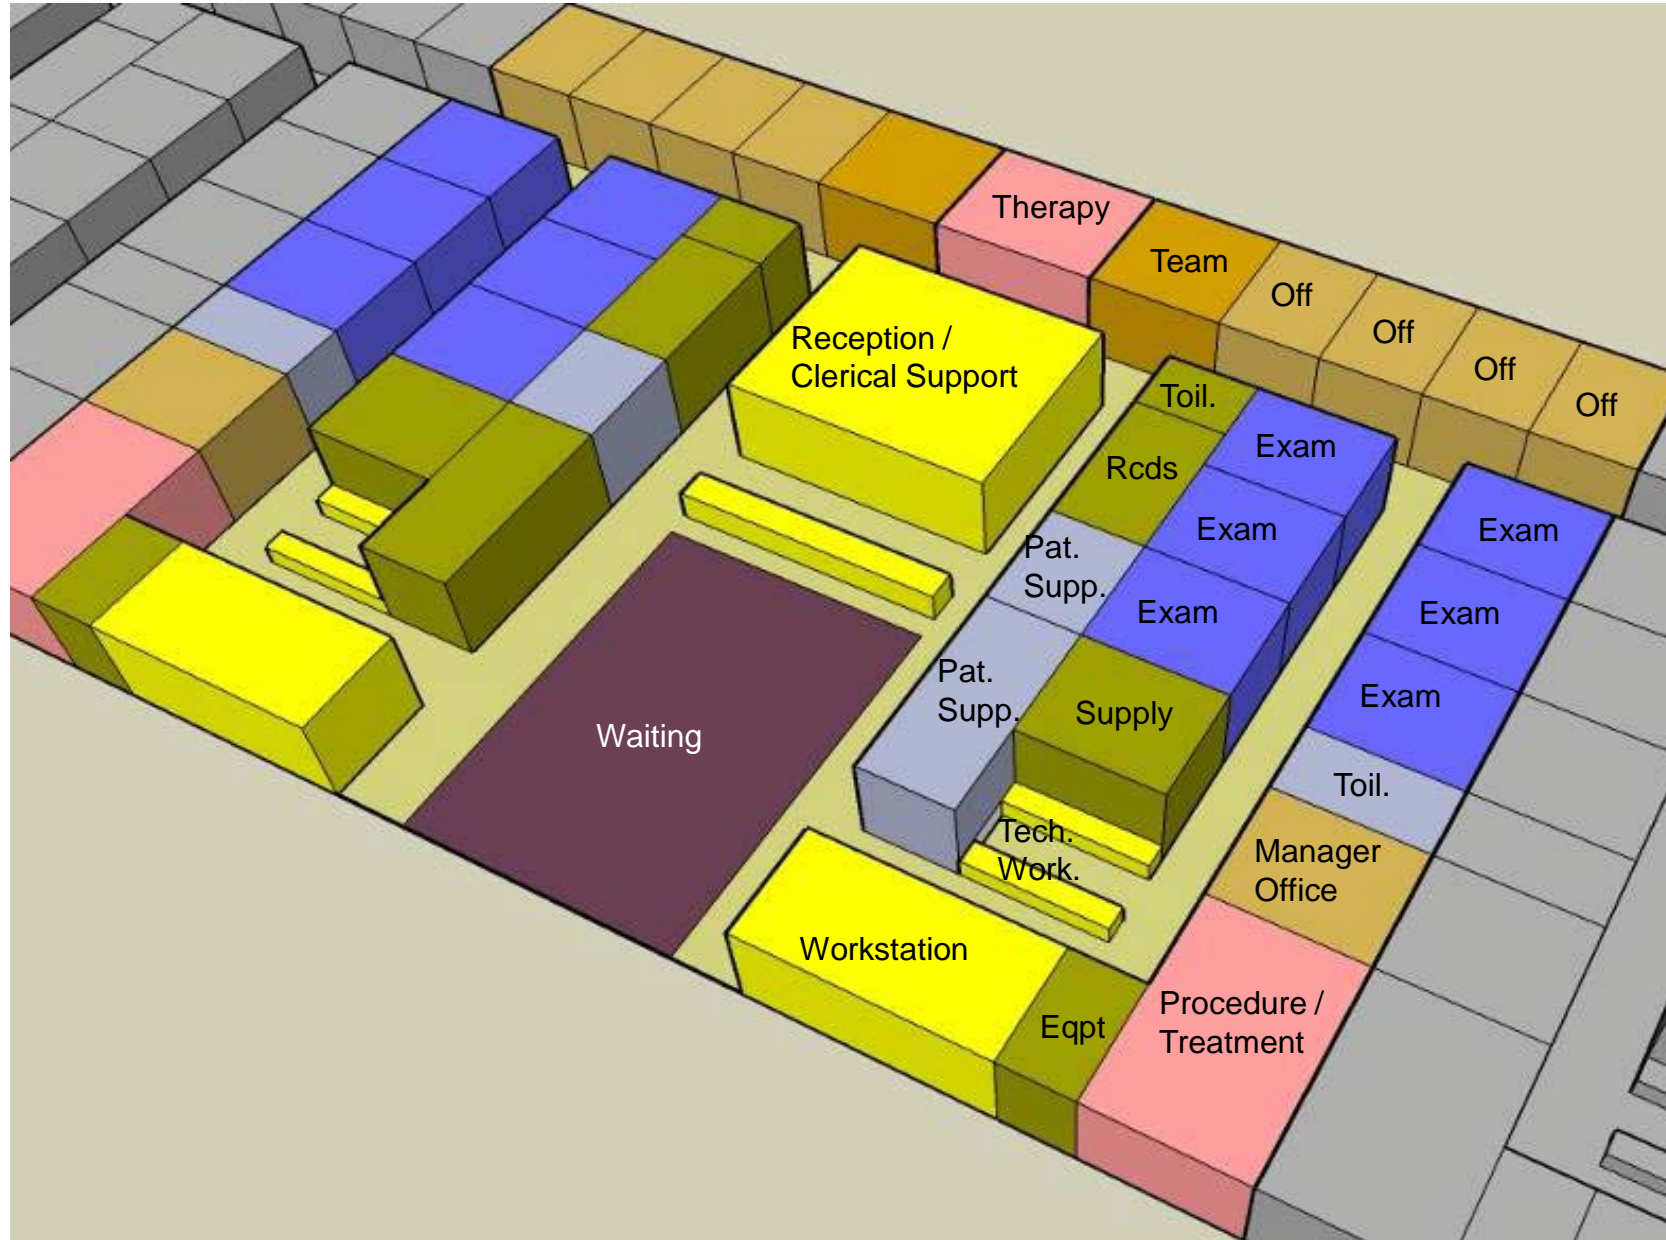 Therapy
Team
Off
Off
Off
Off
Reception /
Clerical Support
Toil.
Rcds
Exam
Exam
Exam
Pat.
Supp.
Pat.
Supp.
Supply
Exam
Exam
Exam
Toil.
Waiting
Tech.
Work.
Manager
Office
Workstation
Eqpt
Procedure /
Treatment